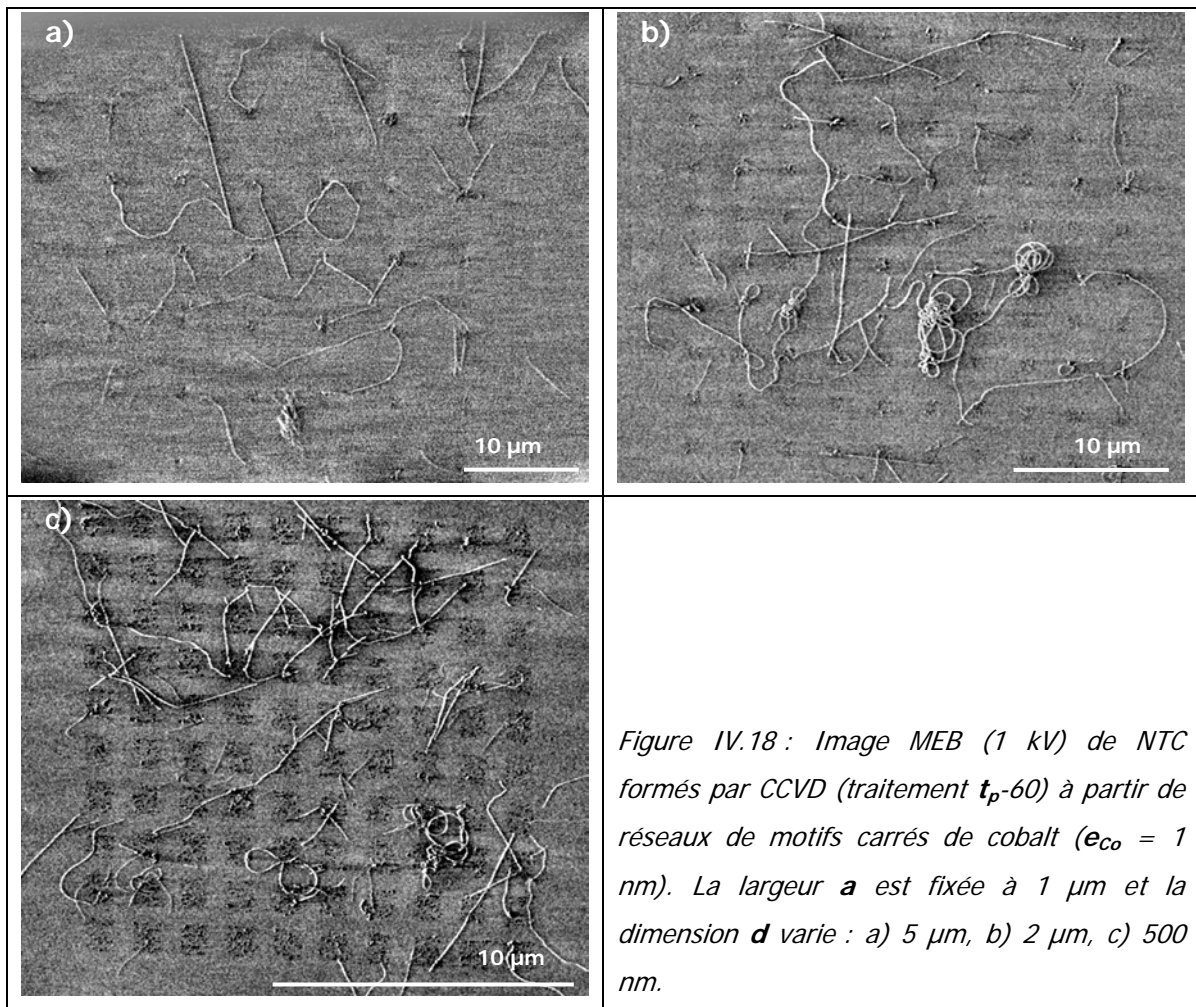 a)
10 µm
b)
10 µm
c)
10 µm
Figure IV.18 : Image MEB (1 kV) de NTC
formés par CCVD (traitement tp-60) à partir de
réseaux de motifs carrés de cobalt (eCo = 1
nm). La largeur a est fixée à 1 µm et la
dimension d varie : a) 5 µm, b) 2 µm, c) 500
nm.